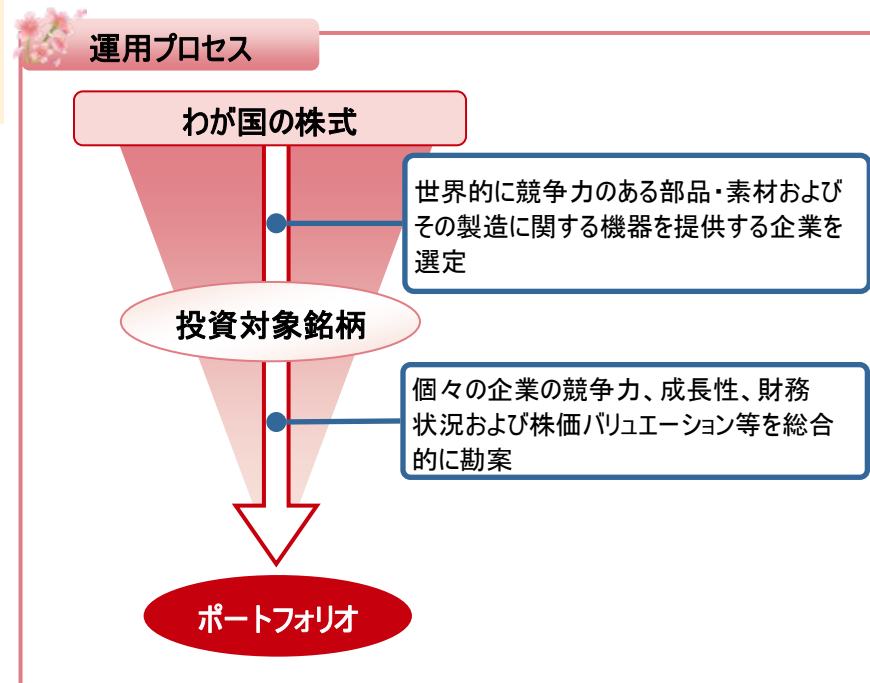 運用プロセス
わが国の株式
世界的に競争力のある部品・素材および
その製造に関する機器を提供する企業を
選定
投資対象銘柄
個々の企業の競争力、成長性、財務
状況および株価バリュエーション等を総合
的に勘案
ポートフォリオ